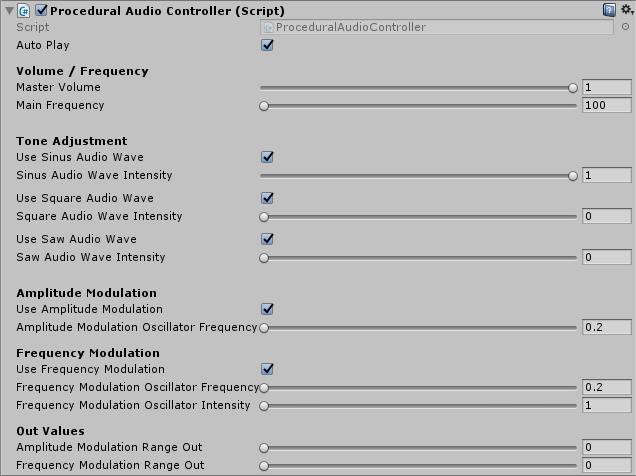 Procedural Audio Controller (Script)
Script ProceduralAudioController
Auto Play
Volume / Frequency
Master Volume 1
Main Frequency 100
Tone Adjustment
Use Sinus Audio Wave
Sinus Audio Wave Intensity 1
Use Square Audio Wave
Square Audio Wave Intensity 0
Use Saw Audio Wave
Saw Audio Wave Intensity 0
Amplitude Modulation
Use Amplitude Modulation
Amplitude Modulation Oscillator Frequency 0.2
Frequency Modulation
Use Frequency Modulation
Frequency Modulation Oscillator Frequency 0.2
Frequency Modulation Oscillator Intensity 1
Out Values
Amplitude Modulation Range Out 0
Frequency Modulation Range Out 0